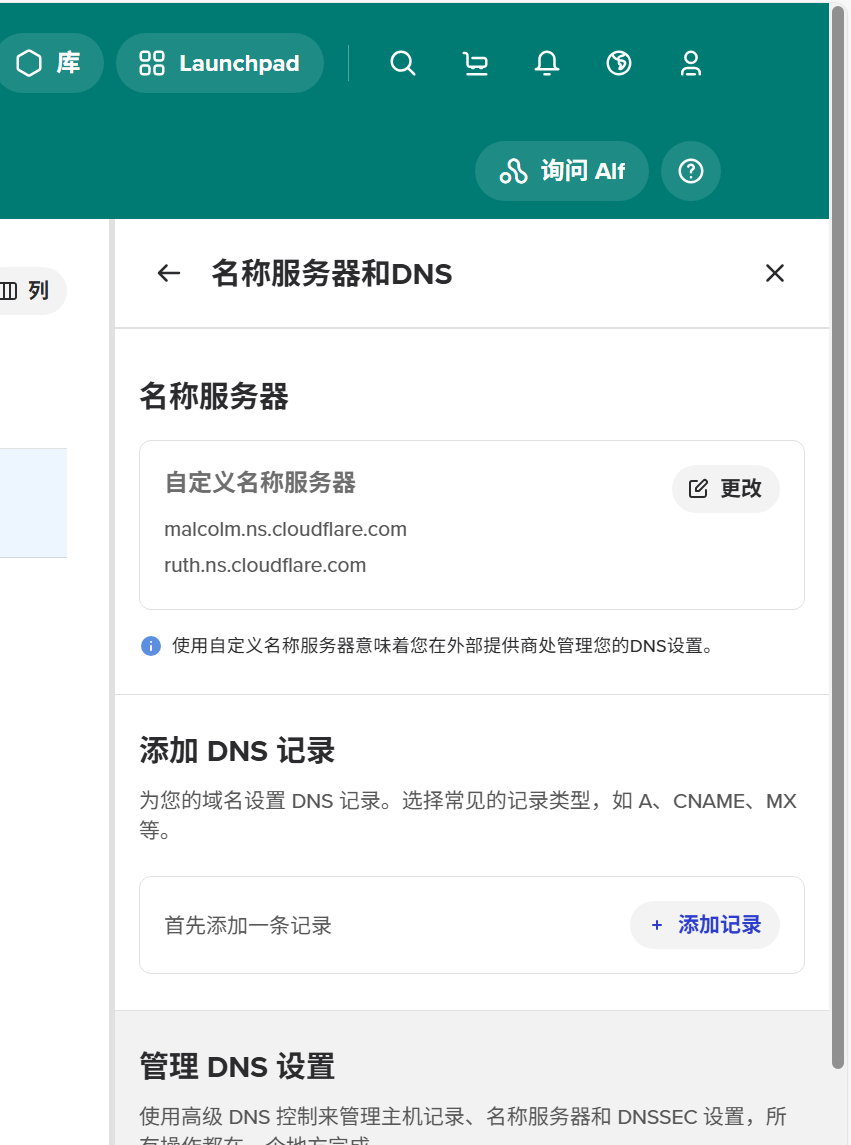 库
Launchpad
询问 Alf
列
名称服务器和DNS
名称服务器
自定义名称服务器
更改
malcolm.ns.cloudflare.com
ruth.ns.cloudflare.com
使用自定义名称服务器意味着您在外部提供商处管理您的DNS设置。
添加 DNS 记录
为您的域名设置 DNS 记录。选择常见的记录类型，如 A、CNAME、MX
等。
首先添加一条记录
+ 添加记录
管理 DNS 设置
使用高级 DNS 控制来管理主机记录、名称服务器和 DNSSEC 设置，所
有操作都在一个地方完成